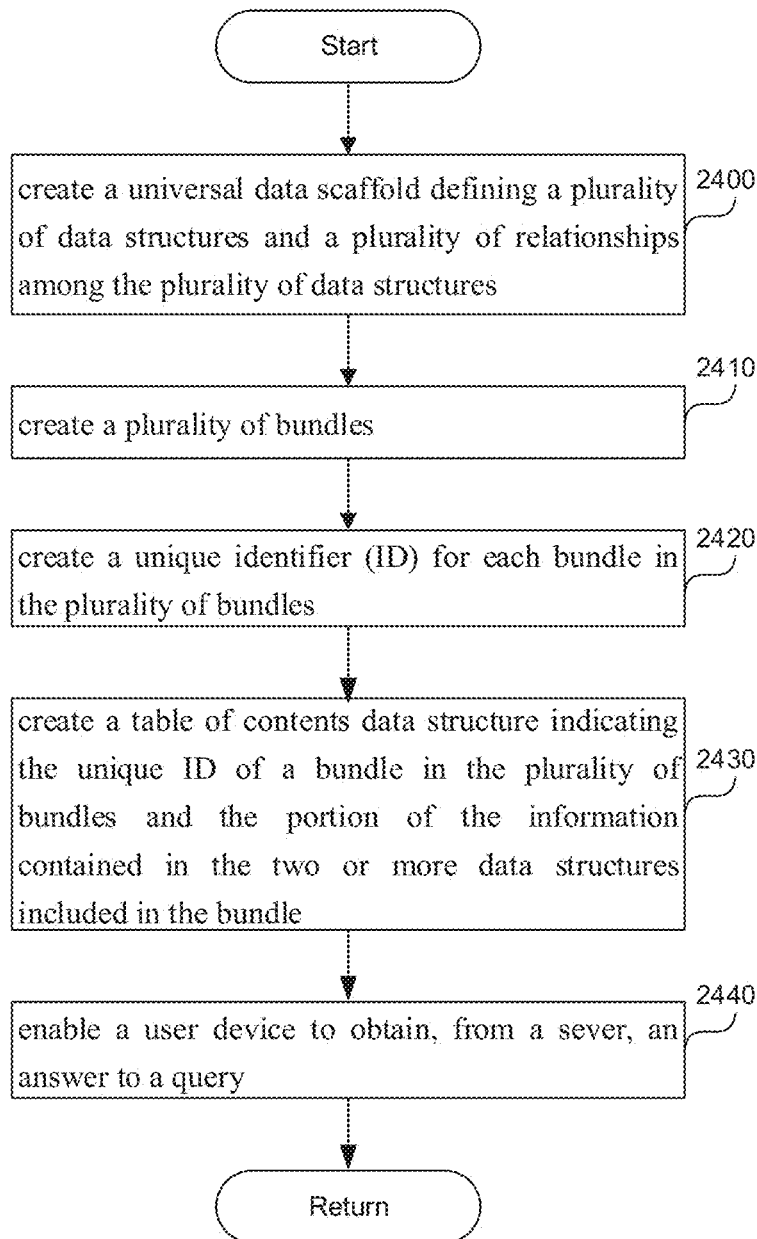 Start
create a universal data scaffold defining a plurality
of data structures and a plurality of relationships
among the plurality of data structures
2400
create a plurality of bundles
2410
create a unique identifier (ID) for each bundle in
the plurality of bundles
2420
create a table of contents data structure indicating
the unique ID of a bundle in the plurality of
bundles and the portion of the information
contained in the two or more data structures
included in the bundle
2430
enable a user device to obtain, from a sever, an
answer to a query
2440
Return